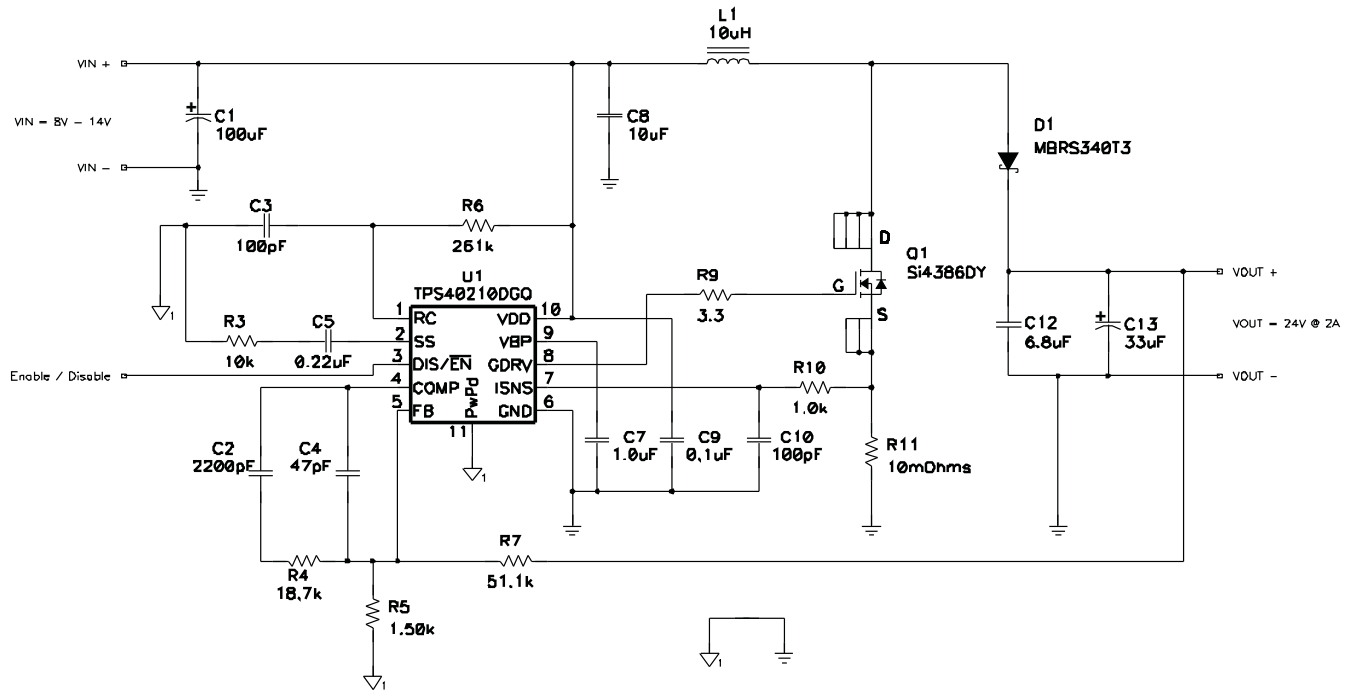 L1
10uH
VIN +
C1
100uF
C8
10uF
VIN = 8V - 14V
D1
MBRS340T3
VIN -
C3
100pF
R6
261k
D
Q1
Si4386DY
G
S
R9
3.3
VOUT +
U1
TPS40210DGQ
1
RC
VDD
10
2
SS
VBP
9
3
DIS/EN
GDRV
8
4
COMP
ISNS
7
5
FB
GND
6
PwPd
11
1
R3
10k
C5
0.22uF
C12
6.8uF
C13
33uF
VOUT = 24V @ 2A
Enable / Disable
VOUT -
R10
1.0k
C2
2200pF
C4
47pF
C7
1.0uF
C9
0.1uF
C10
100pF
R11
10mOhms
1
R7
51.1k
R4
18.7k
R5
1.50k
1
1